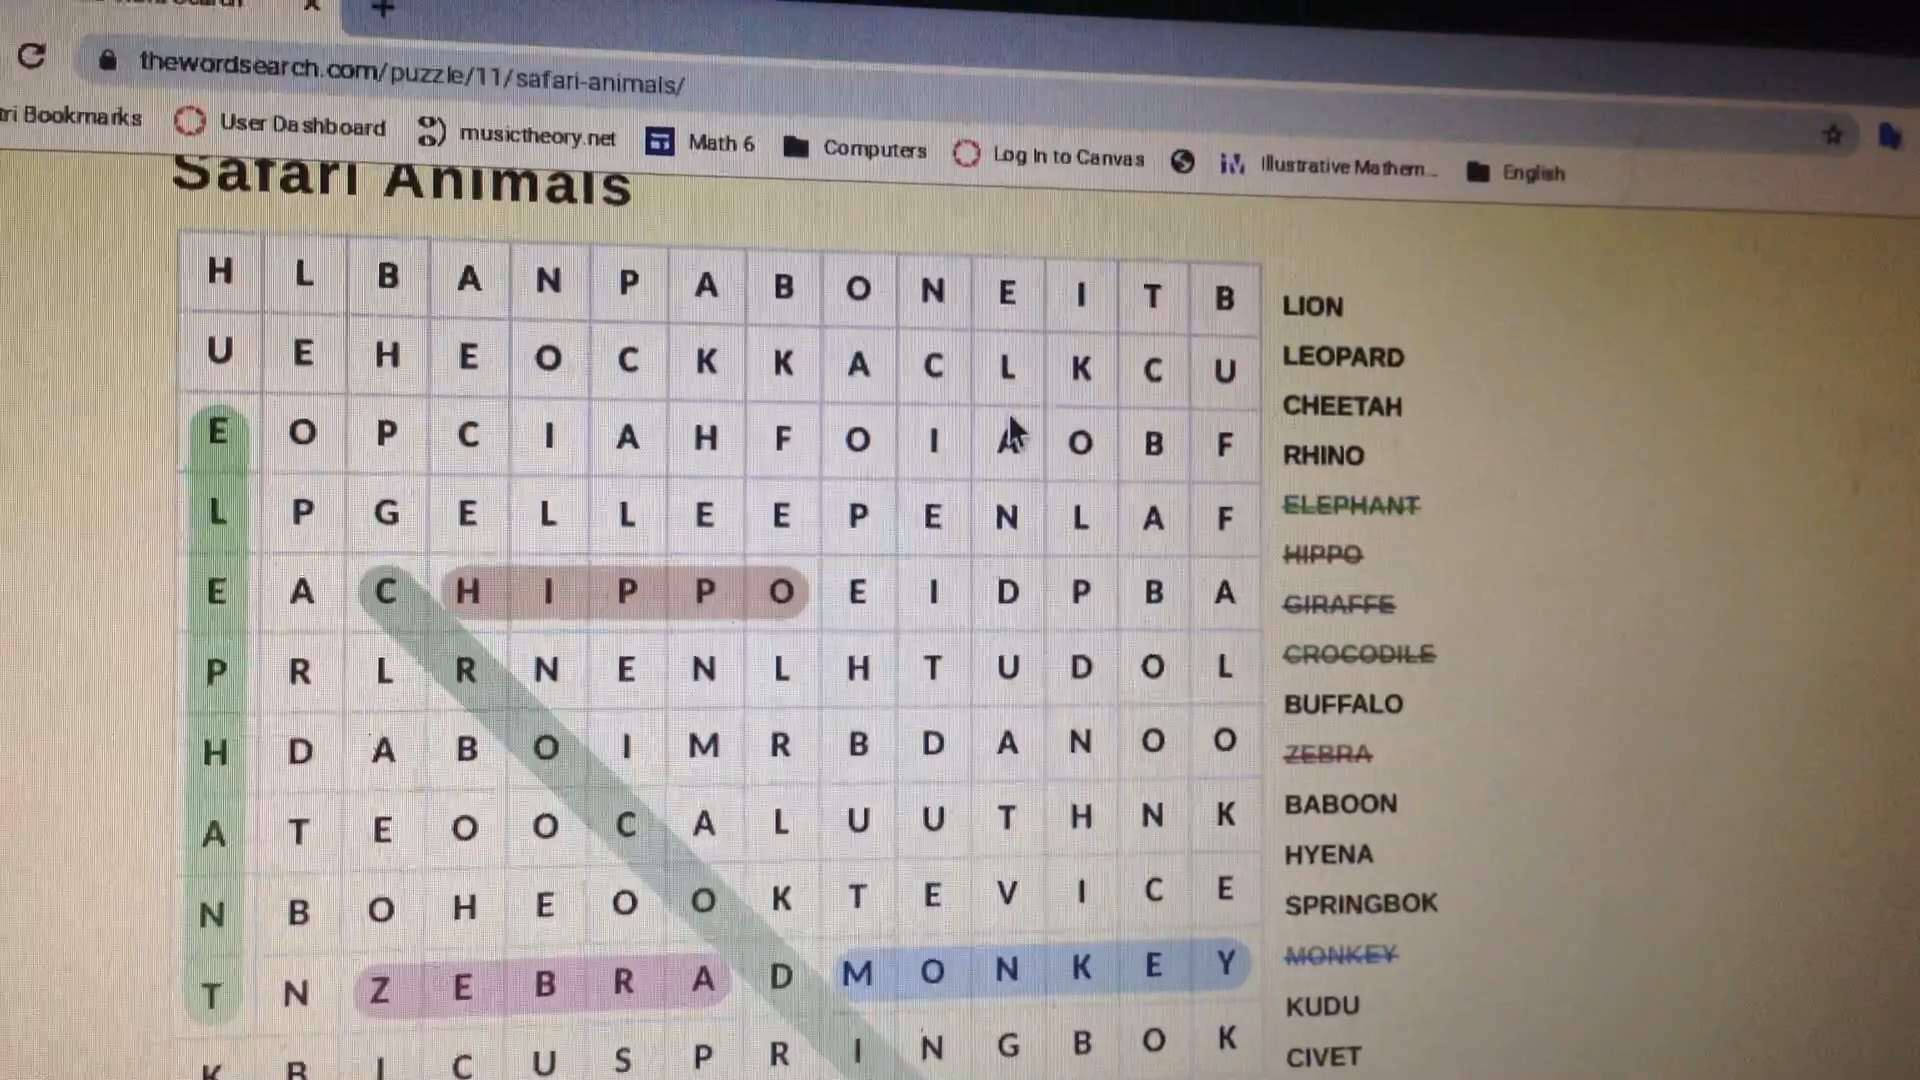 thewordsearch.com/puzzle/11/safari-animals/
ri Bookmarks User Dashboard musictheory.net Math 6 Computers Log In to Canvas Illustrative Mathem... English
Safari Animals
H L B A N P A B O N E I T B
U E H E O C K K A C L K C U
E O P C I A H F O I A O B F
L P G E L L E E P E N L A F
E A C H I P P O E I D P B A
P R L R N E N L H T U D O L
H D A B O I M R B D A N O O
A T E O O C A L U U T H N K
N B O H E O O K T E V I C E
T N Z E B R A D M O N K E Y
K B I C U S P R I N G B O K
LION
LEOPARD
CHEETAH
RHINO
ELEPHANT
HIPPO
GIRAFFE
CROCODILE
BUFFALO
ZEBRA
BABOON
HYENA
SPRINGBOK
MONKEY
KUDU
CIVET